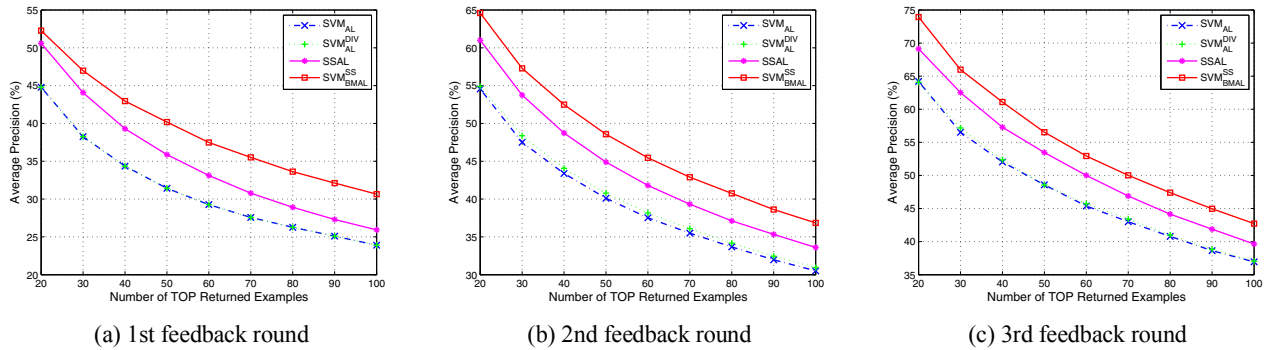 55
50
45
40
35
30
25
20
Average Precision (%)
20 30 40 50 60 70 80 90 100
Number of TOP Returned Examples
SVM_AL
SVM_AL^DIV
SSAL
SVM_BMAL^SS
(a) 1st feedback round
65
60
55
50
45
40
35
30
Average Precision (%)
20 30 40 50 60 70 80 90 100
Number of TOP Returned Examples
SVM_AL
SVM_AL^DIV
SSAL
SVM_BMAL^SS
(b) 2nd feedback round
75
70
65
60
55
50
45
40
35
Average Precision (%)
20 30 40 50 60 70 80 90 100
Number of TOP Returned Examples
SVM_AL
SVM_AL^DIV
SSAL
SVM_BMAL^SS
(c) 3rd feedback round